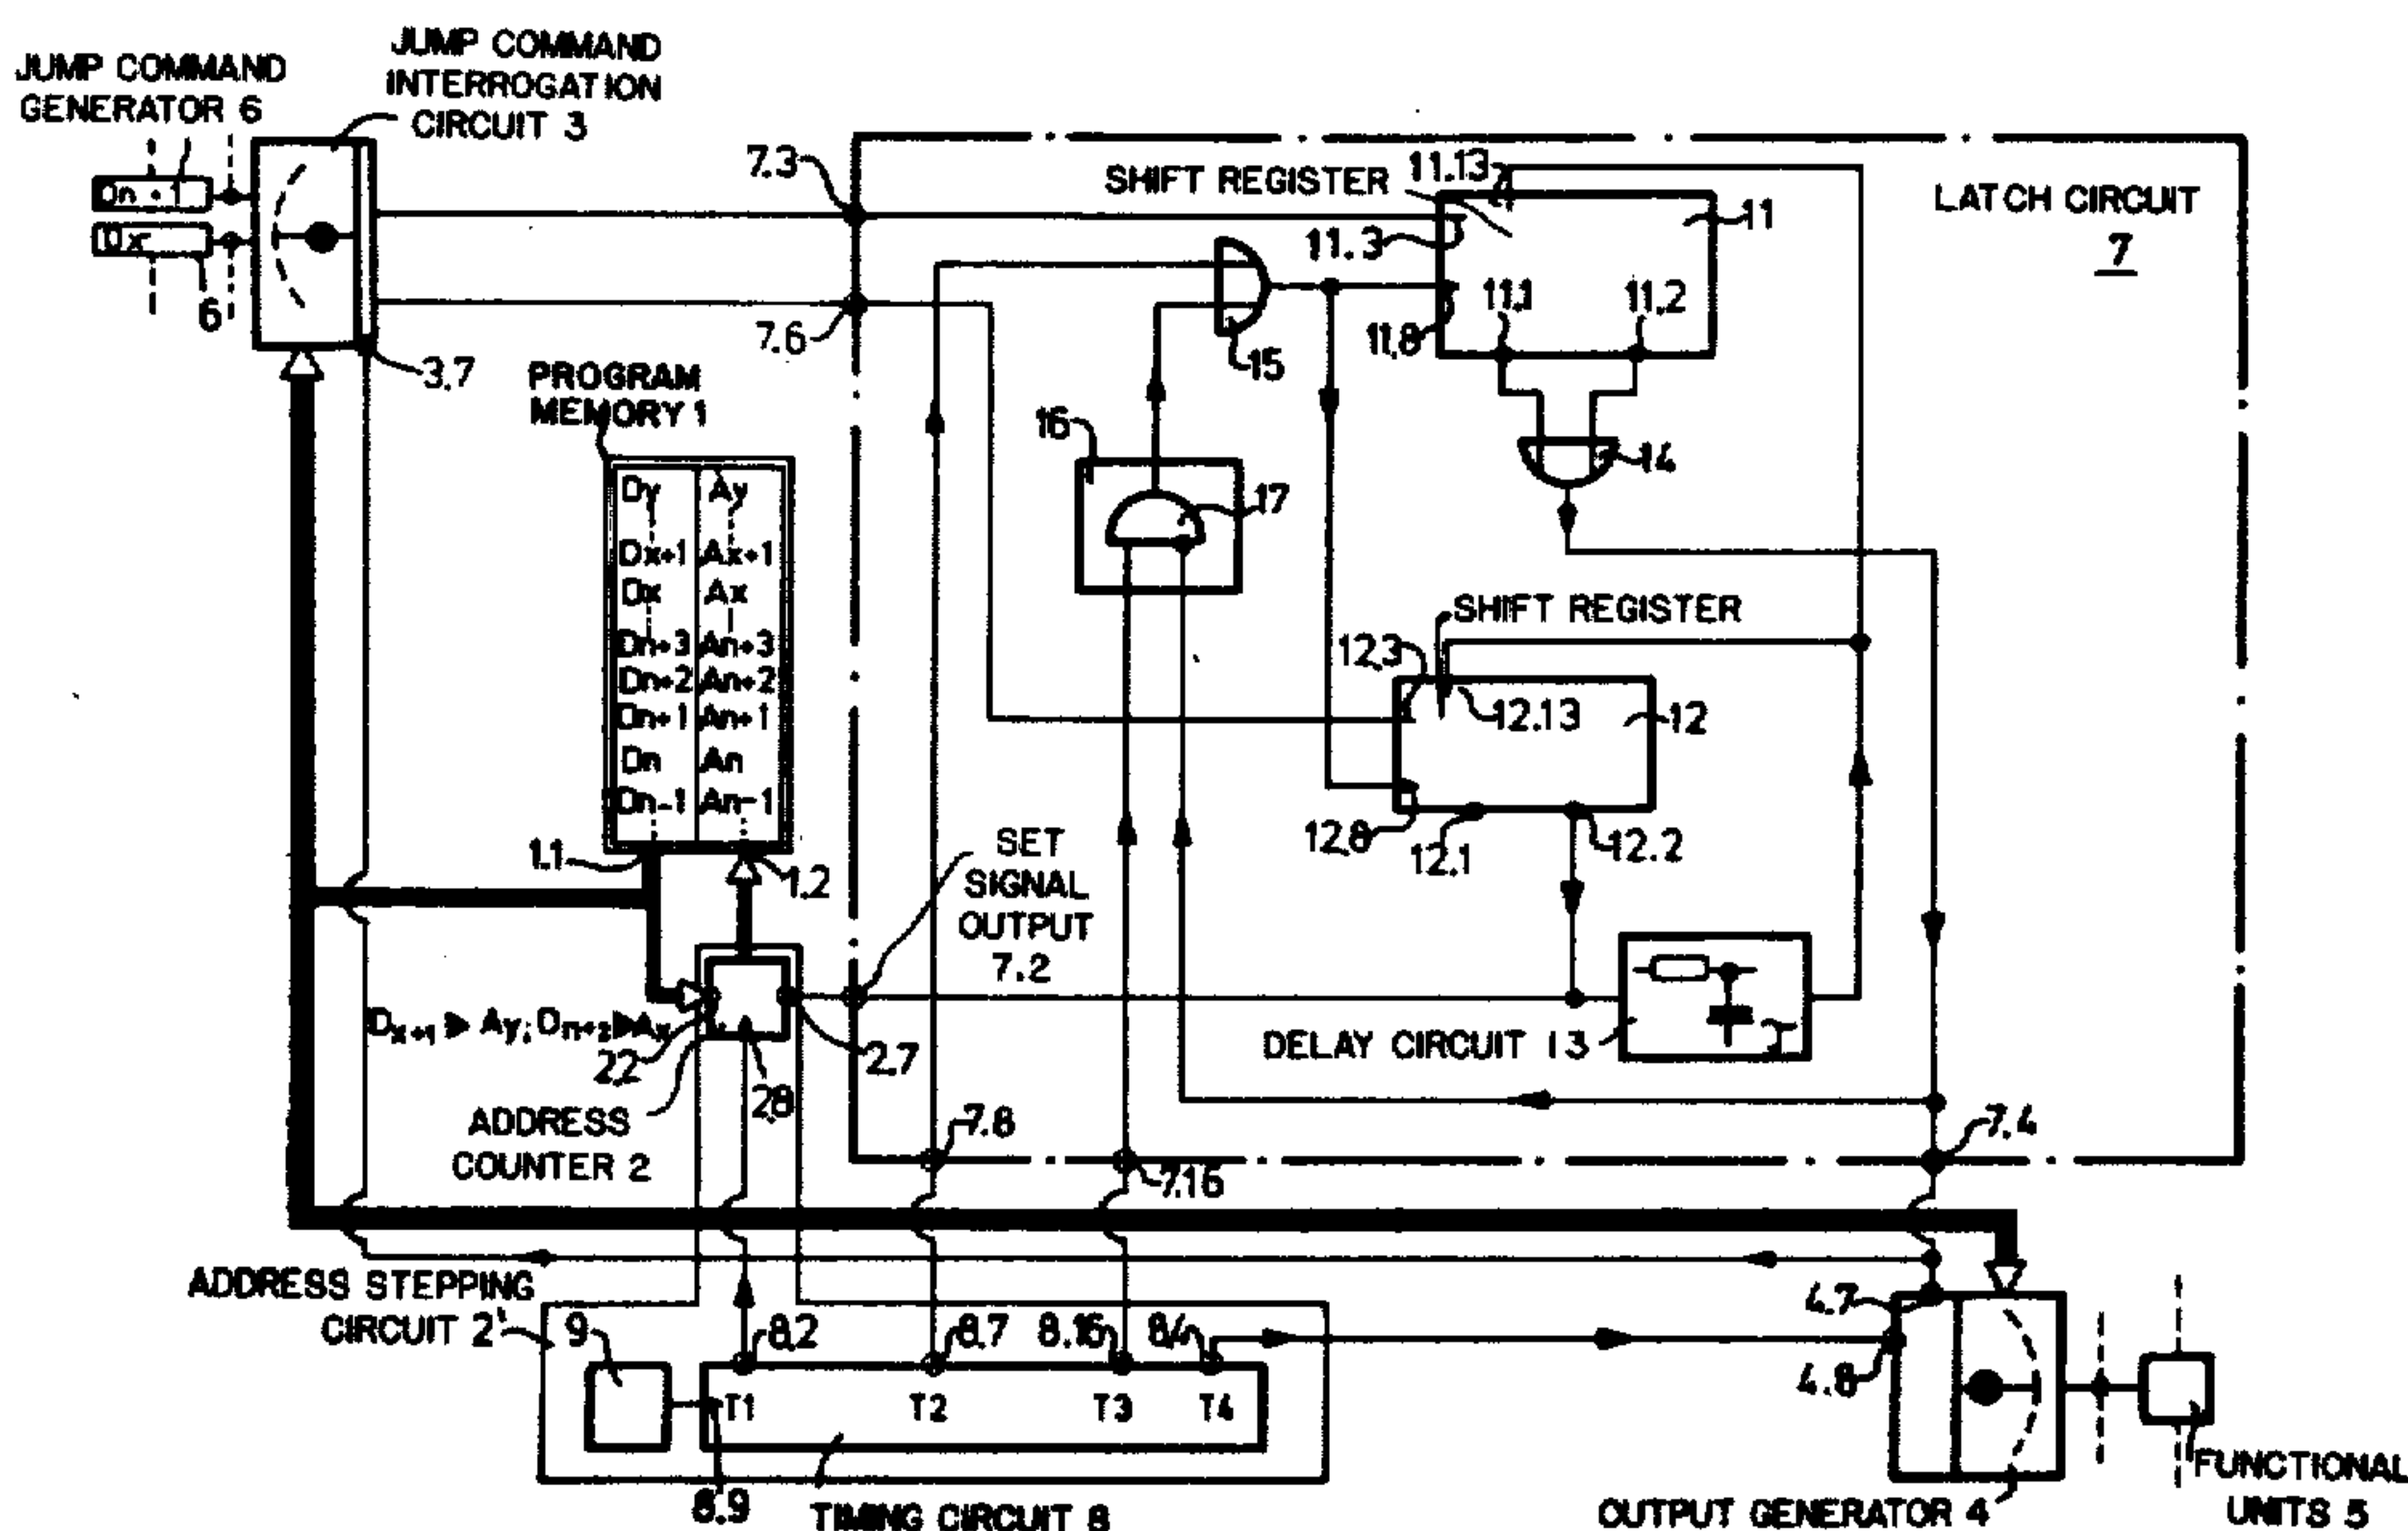 JUMP COMMAND
GENERATOR 6
JUMP COMMAND
INTERROGATION
CIRCUIT 3
Dn+1
Dx
6
3.7
7.3
7.6
SHIFT REGISTER
11.13
11
11.3
11.8
11.1
11.2
LATCH CIRCUIT
7
15
14
16
17
PROGRAM
MEMORY 1
Dy Ay
Dx+1 Ax+1
Dx Ax
Dn+3 An+3
Dn+2 An+2
Dn+1 An+1
Dn An
Dn-1 An-1
1.1
1.2
SHIFT REGISTER
12.3
12.13
12
12.8
12.1
12.2
SET
SIGNAL
OUTPUT
7.2
Dx+1 ▶ Ay; Dn+2 ▶ Ax
22
28
2.7
DELAY CIRCUIT 13
ADDRESS
COUNTER 2
7.8
7.16
7.4
ADDRESS STEPPING
CIRCUIT 2'
9
8.2
8.7
8.16
8.4
T1
T2
T3
T4
8.9
TIMING CIRCUIT 8
4.7
4.8
OUTPUT GENERATOR 4
FUNCTIONAL
UNITS 5